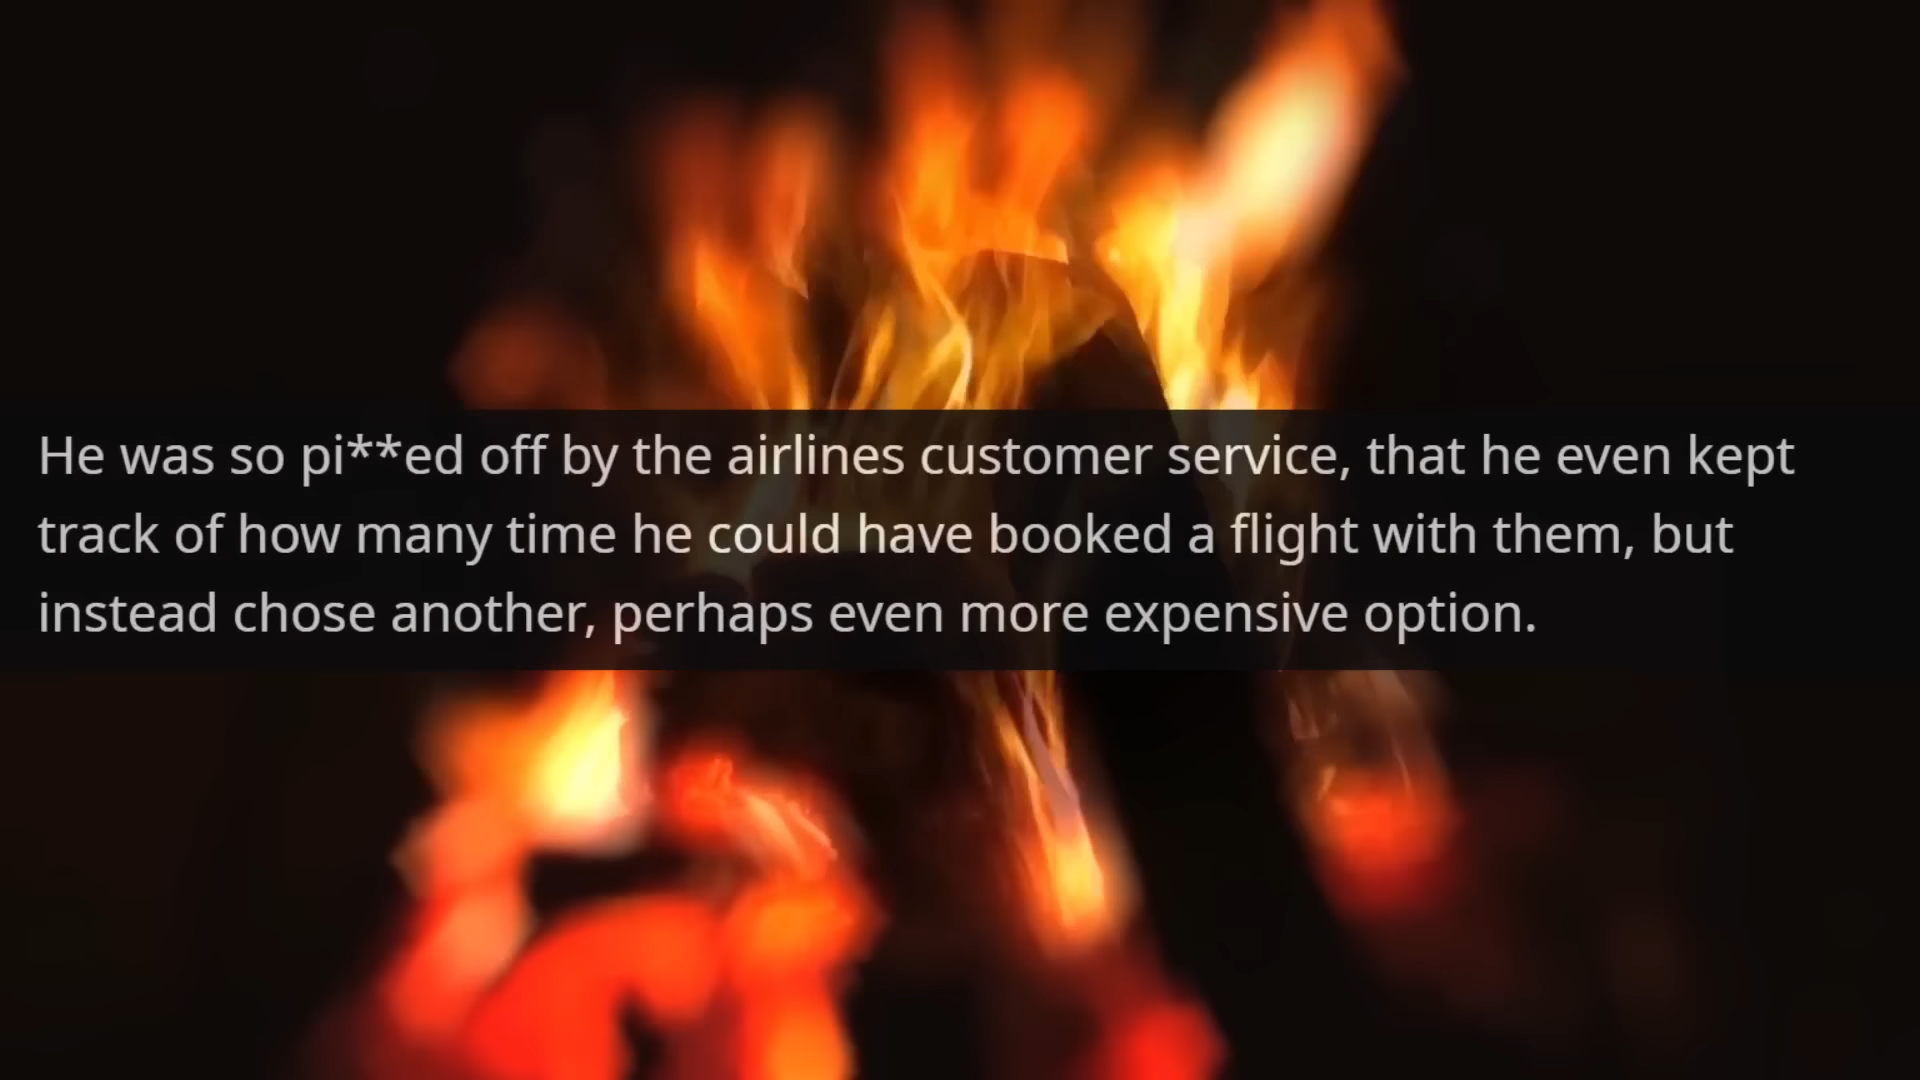 He was so pi**ed off by the airlines customer service, that he even kept
track of how many time he could have booked a flight with them, but
instead chose another, perhaps even more expensive option.